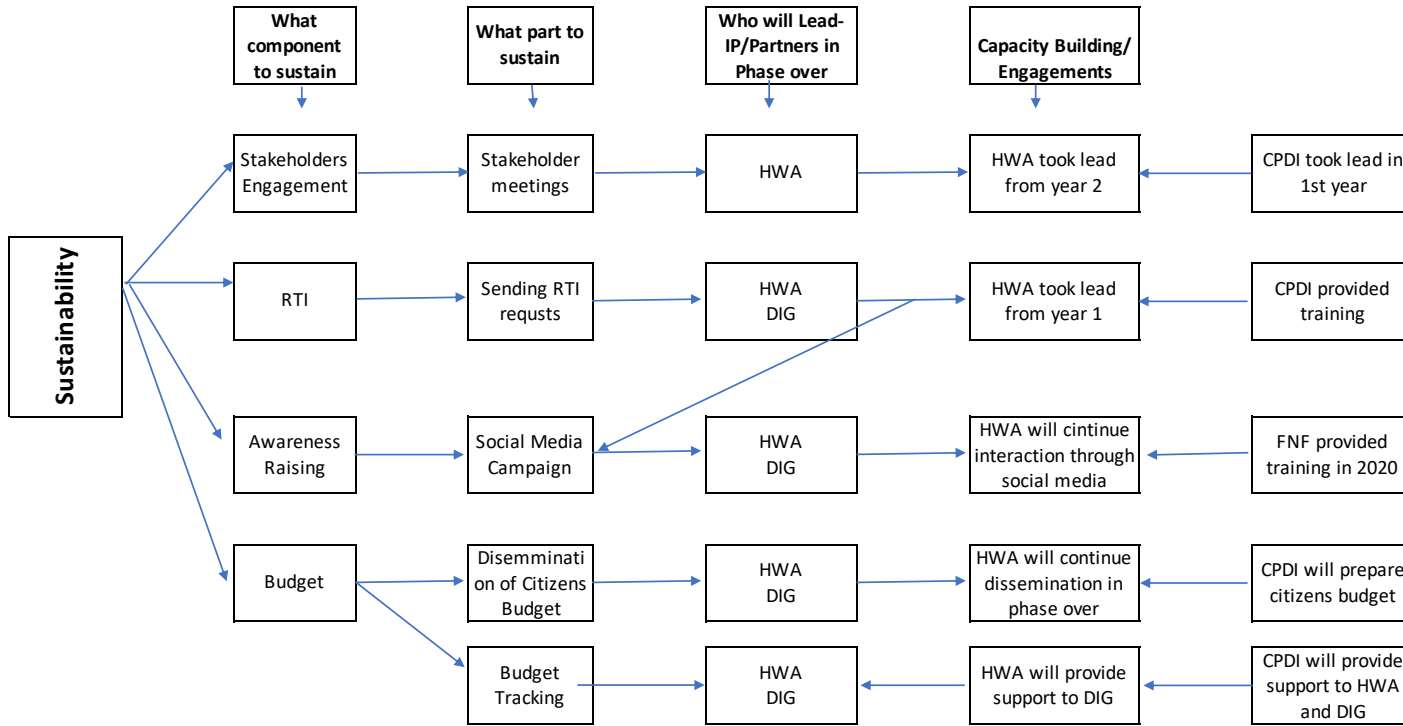 What
component
to sustain
What part to
sustain
Who will Lead-
IP/Partners in
Phase over
Capacity Building/
Engagements
Sustainability
Stakeholders
Engagement
Stakeholder
meetings
HWA
HWA took lead
from year 2
CPDI took lead in
1st year
RTI
Sending RTI
requsts
HWA
DIG
HWA took lead
from year 1
CPDI provided
training
Awareness
Raising
Social Media
Campaign
HWA
DIG
HWA will cintinue
interaction through
social media
FNF provided
training in 2020
Budget
Disemminati
on of Citizens
Budget
HWA
DIG
HWA will continue
dissemination in
phase over
CPDI will prepare
citizens budget
Budget
Tracking
HWA
DIG
HWA will provide
support to DIG
CPDI will provide
support to HWA
and DIG